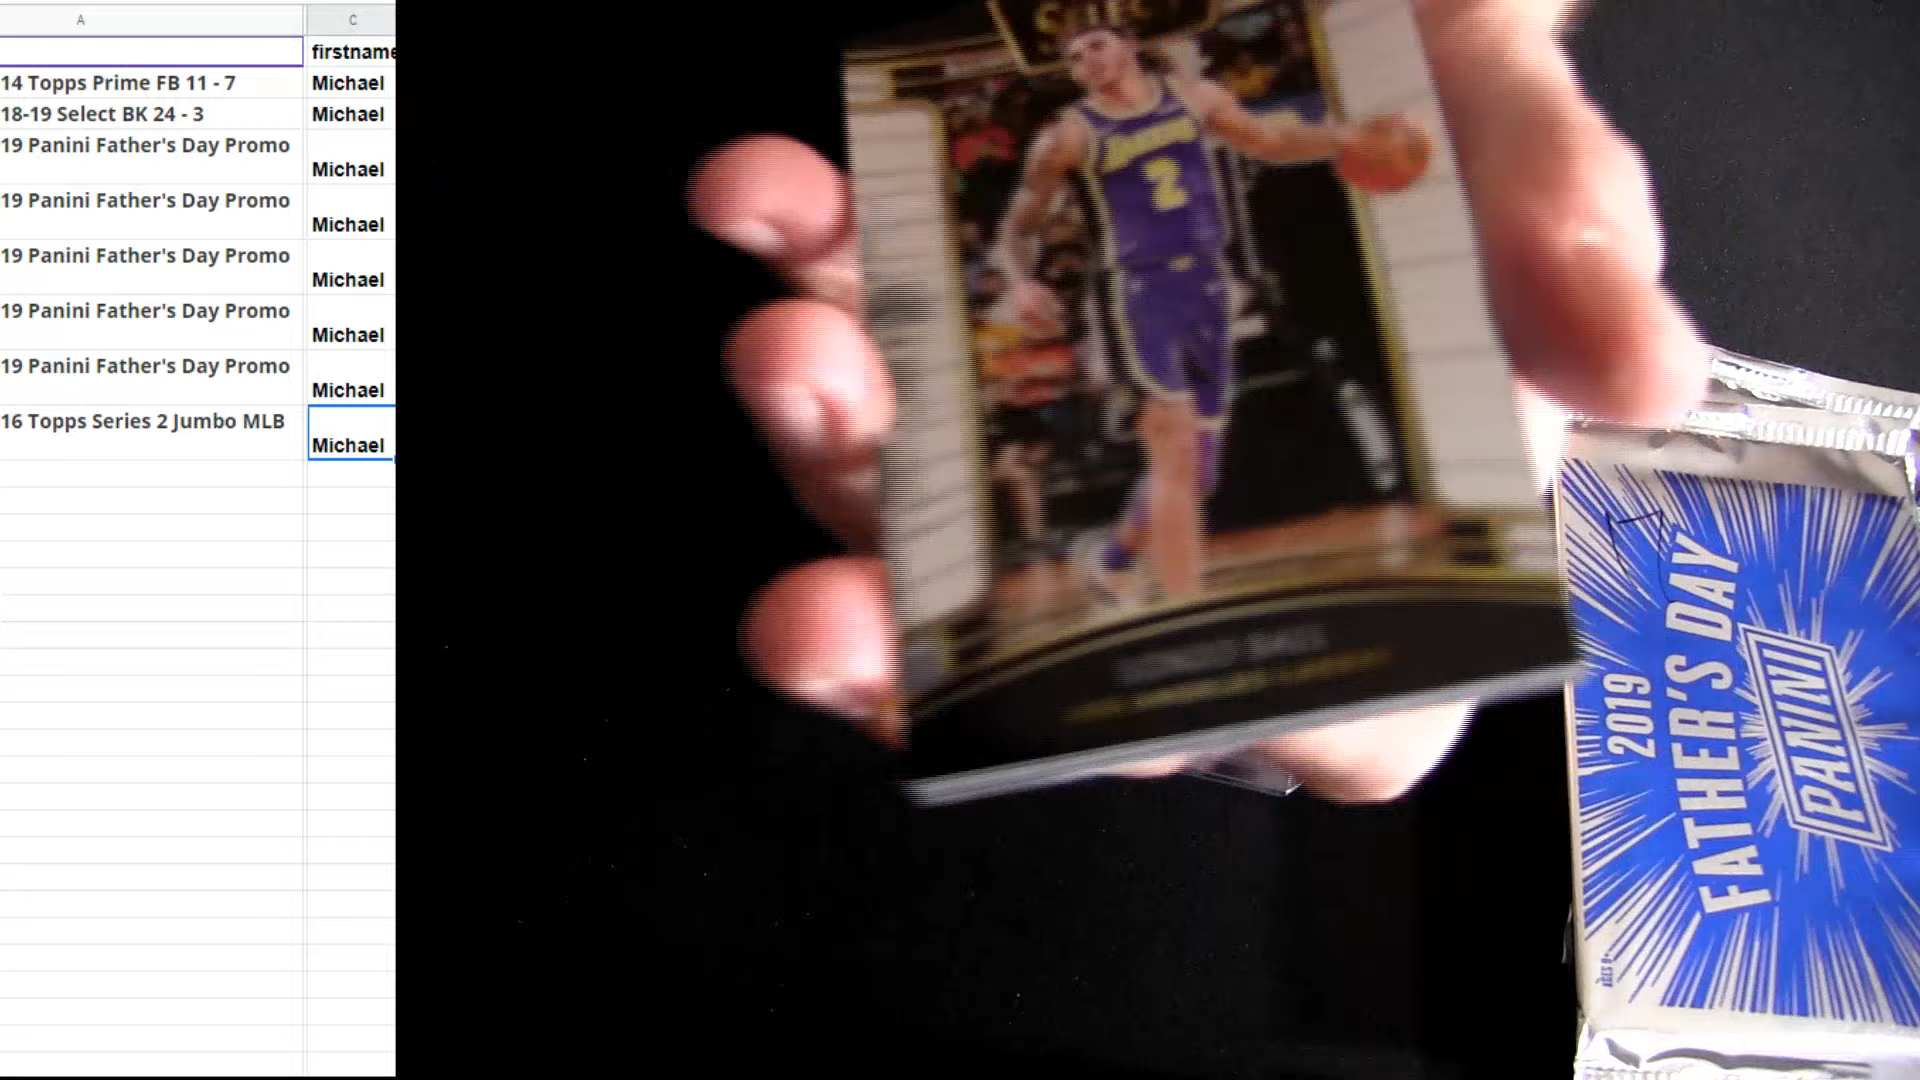 A
C
firstname
14 Topps Prime FB 11 - 7
Michael
18-19 Select BK 24 - 3
Michael
19 Panini Father's Day Promo
Michael
19 Panini Father's Day Promo
Michael
19 Panini Father's Day Promo
Michael
19 Panini Father's Day Promo
Michael
19 Panini Father's Day Promo
Michael
16 Topps Series 2 Jumbo MLB
Michael
SELECT
2
2019
FATHER'S DAY
PANINI
AGES 9+